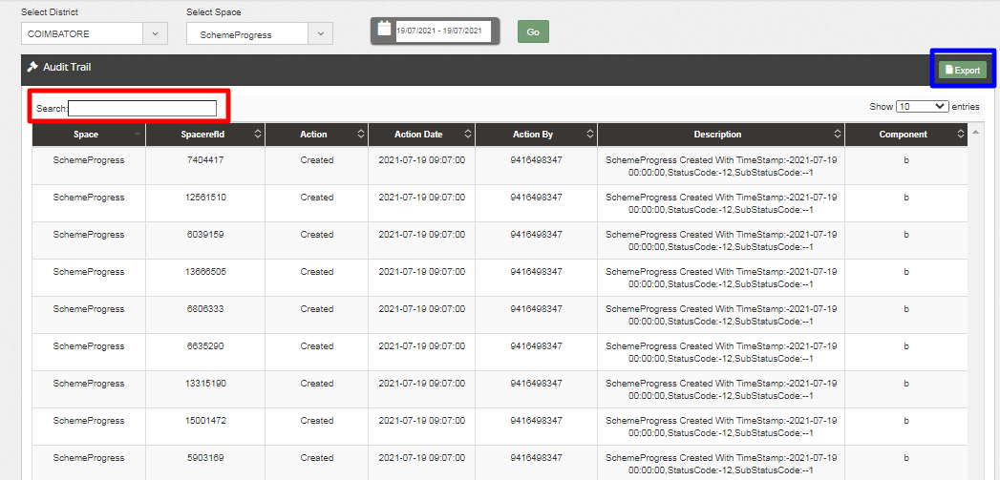 Select District Select Space
COIMBATORE SchemeProgress 19/07/2021 - 19/07/2021 Go
Audit Trail Export
Search: Show 10 entries
Space SpacerefId Action Action Date Action By Description Component
SchemeProgress 7404417 Created 2021-07-19 09:07:00 9416498347 SchemeProgress Created With TimeStamp:-2021-07-19 b
00:00:00,StatusCode:-12,SubStatusCode:--1
SchemeProgress 12561510 Created 2021-07-19 09:07:00 9416498347 SchemeProgress Created With TimeStamp:-2021-07-19 b
00:00:00,StatusCode:-12,SubStatusCode:--1
SchemeProgress 6039159 Created 2021-07-19 09:07:00 9416498347 SchemeProgress Created With TimeStamp:-2021-07-19 b
00:00:00,StatusCode:-12,SubStatusCode:--1
SchemeProgress 13666505 Created 2021-07-19 09:07:00 9416498347 SchemeProgress Created With TimeStamp:-2021-07-19 b
00:00:00,StatusCode:-12,SubStatusCode:--1
SchemeProgress 6806333 Created 2021-07-19 09:07:00 9416498347 SchemeProgress Created With TimeStamp:-2021-07-19 b
00:00:00,StatusCode:-12,SubStatusCode:--1
SchemeProgress 6635290 Created 2021-07-19 09:07:00 9416498347 SchemeProgress Created With TimeStamp:-2021-07-19 b
00:00:00,StatusCode:-12,SubStatusCode:--1
SchemeProgress 13315190 Created 2021-07-19 09:07:00 9416498347 SchemeProgress Created With TimeStamp:-2021-07-19 b
00:00:00,StatusCode:-12,SubStatusCode:--1
SchemeProgress 15001472 Created 2021-07-19 09:07:00 9416498347 SchemeProgress Created With TimeStamp:-2021-07-19 b
00:00:00,StatusCode:-12,SubStatusCode:--1
SchemeProgress 5903169 Created 2021-07-19 09:07:00 9416498347 SchemeProgress Created With TimeStamp:-2021-07-19 b
00:00:00,StatusCode:-12,SubStatusCode:--1